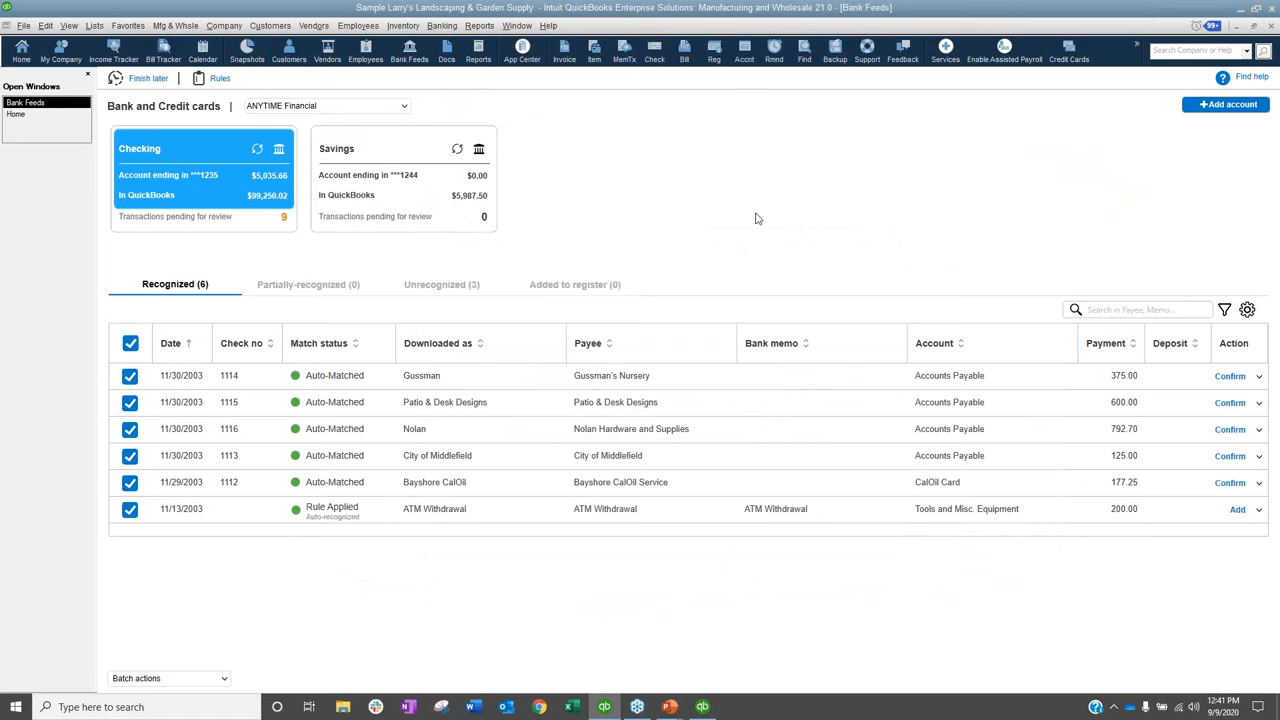 Sample Larry's Landscaping & Garden Supply - Intuit QuickBooks Enterprise Solutions: Manufacturing and Wholesale 21.0 - [Bank Feeds]
File Edit View Lists Favorites Mfg & Whsle Company Customers Vendors Employees Inventory Banking Reports Window Help 99+
Home My Company Income Tracker Bill Tracker Calendar Snapshots Customers Vendors Employees Bank Feeds Docs Reports App Center Invoice Item MemTx Check Bill Reg Accnt Rmnd Find Backup Support Feedback Services Enable Assisted Payroll Credit Cards » Search Company or Help
Open Windows
Bank Feeds
Home
Finish later | Rules Find help
Bank and Credit cards | ANYTIME Financial +Add account
Checking
Account ending in ***1235 $5,035.66
In QuickBooks $99,250.02
Transactions pending for review 9
Savings
Account ending in ***1244 $0.00
In QuickBooks $5,987.50
Transactions pending for review 0
Recognized (6) Partially-recognized (0) Unrecognized (3) Added to register (0)
Search in Payee, Memo...
Date Check no Match status Downloaded as Payee Bank memo Account Payment Deposit Action
11/30/2003 1114 Auto-Matched Gussman Gussman's Nursery Accounts Payable 375.00 Confirm
11/30/2003 1115 Auto-Matched Patio & Desk Designs Patio & Desk Designs Accounts Payable 600.00 Confirm
11/30/2003 1116 Auto-Matched Nolan Nolan Hardware and Supplies Accounts Payable 792.70 Confirm
11/30/2003 1113 Auto-Matched City of Middlefield City of Middlefield Accounts Payable 125.00 Confirm
11/29/2003 1112 Auto-Matched Bayshore CalOil Bayshore CalOil Service CalOil Card 177.25 Confirm
11/13/2003 Rule Applied ATM Withdrawal ATM Withdrawal ATM Withdrawal Tools and Misc. Equipment 200.00 Add
Auto-recognized
Batch actions
Type here to search
12:41 PM
9/9/2020